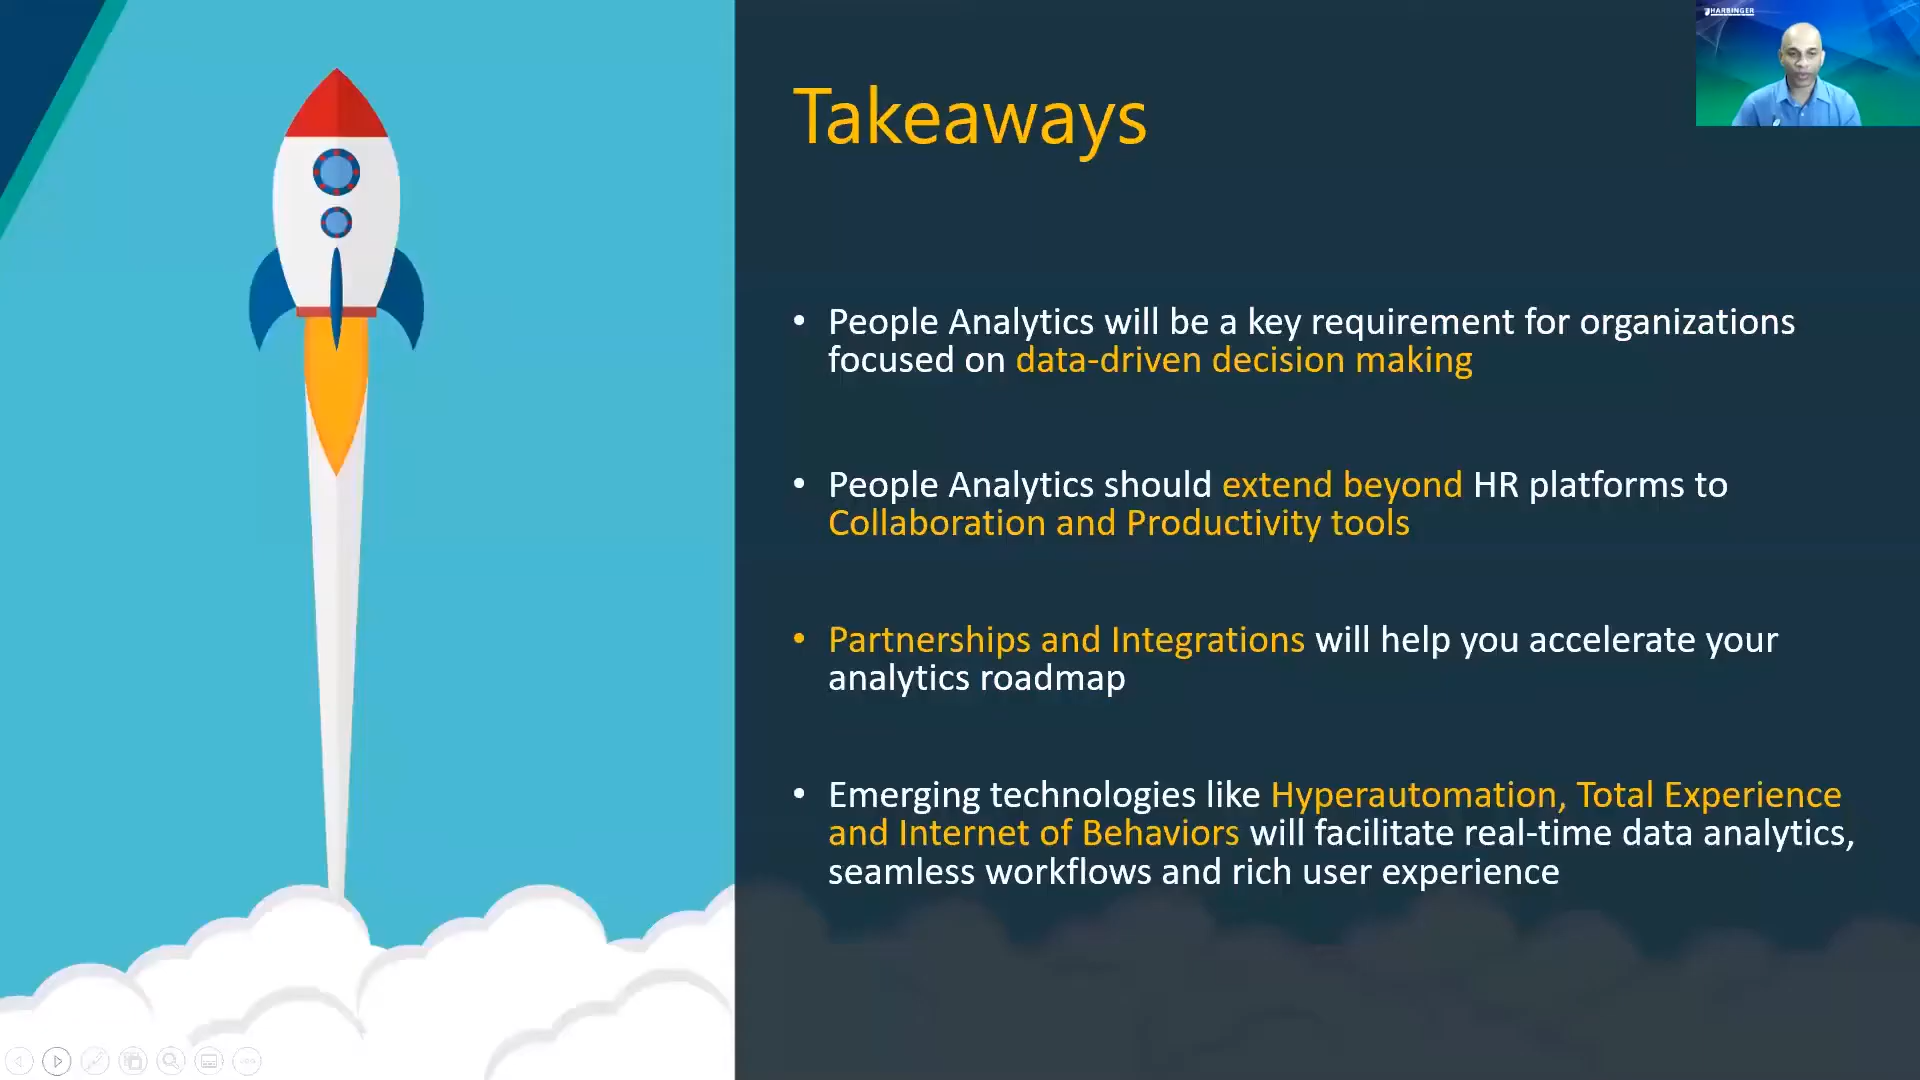 HARBINGER
Takeaways
• People Analytics will be a key requirement for organizations
focused on data-driven decision making
• People Analytics should extend beyond HR platforms to
Collaboration and Productivity tools
• Partnerships and Integrations will help you accelerate your
analytics roadmap
• Emerging technologies like Hyperautomation, Total Experience
and Internet of Behaviors will facilitate real-time data analytics,
seamless workflows and rich user experience